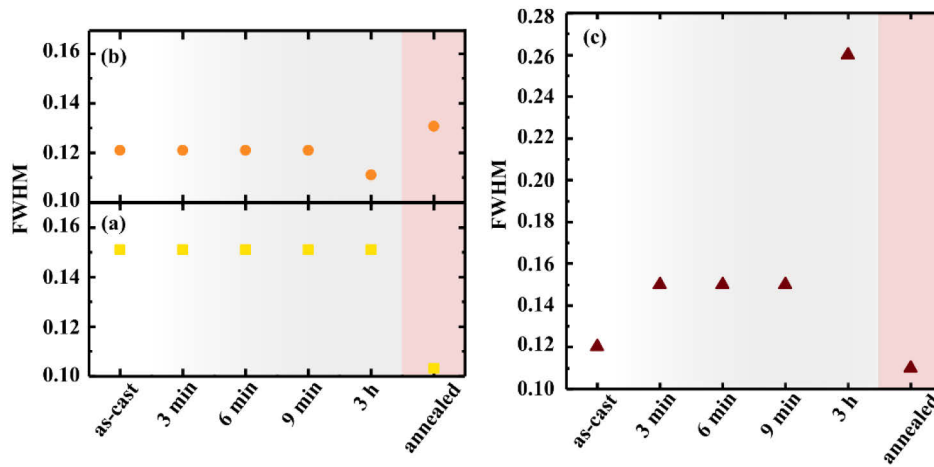 FWHM
(b)
0.16
0.14
0.12
0.10
(a)
0.16
0.14
0.12
0.10
as-cast
3 min
6 min
9 min
3 h
annealed
FWHM
(c)
0.28
0.26
0.24
0.22
0.20
0.18
0.16
0.14
0.12
0.10
as-cast
3 min
6 min
9 min
3 h
annealed